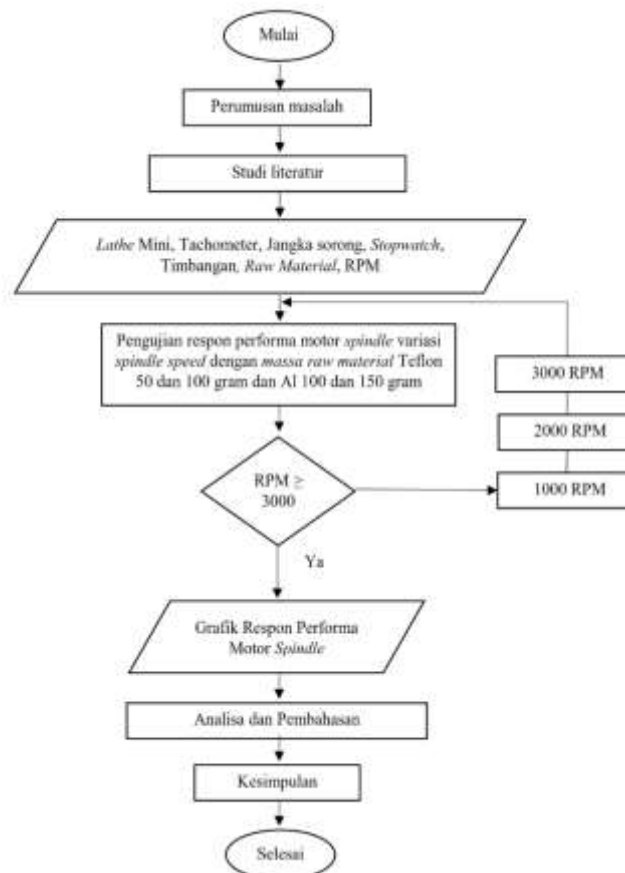 Mulai
Perumusan masalah
Studi literatur
Lathe Mini, Tachometer, Jangka sorong, Stopwatch,
Timbangan, Raw Material, RPM
Pengujian respon performa motor spindle variasi
spindle speed dengan massa raw material Teflon
50 dan 100 gram dan Al 100 dan 150 gram
3000 RPM
2000 RPM
1000 RPM
RPM ≥
3000
Ya
Grafik Respon Performa
Motor Spindle
Analisa dan Pembahasan
Kesimpulan
Selesai